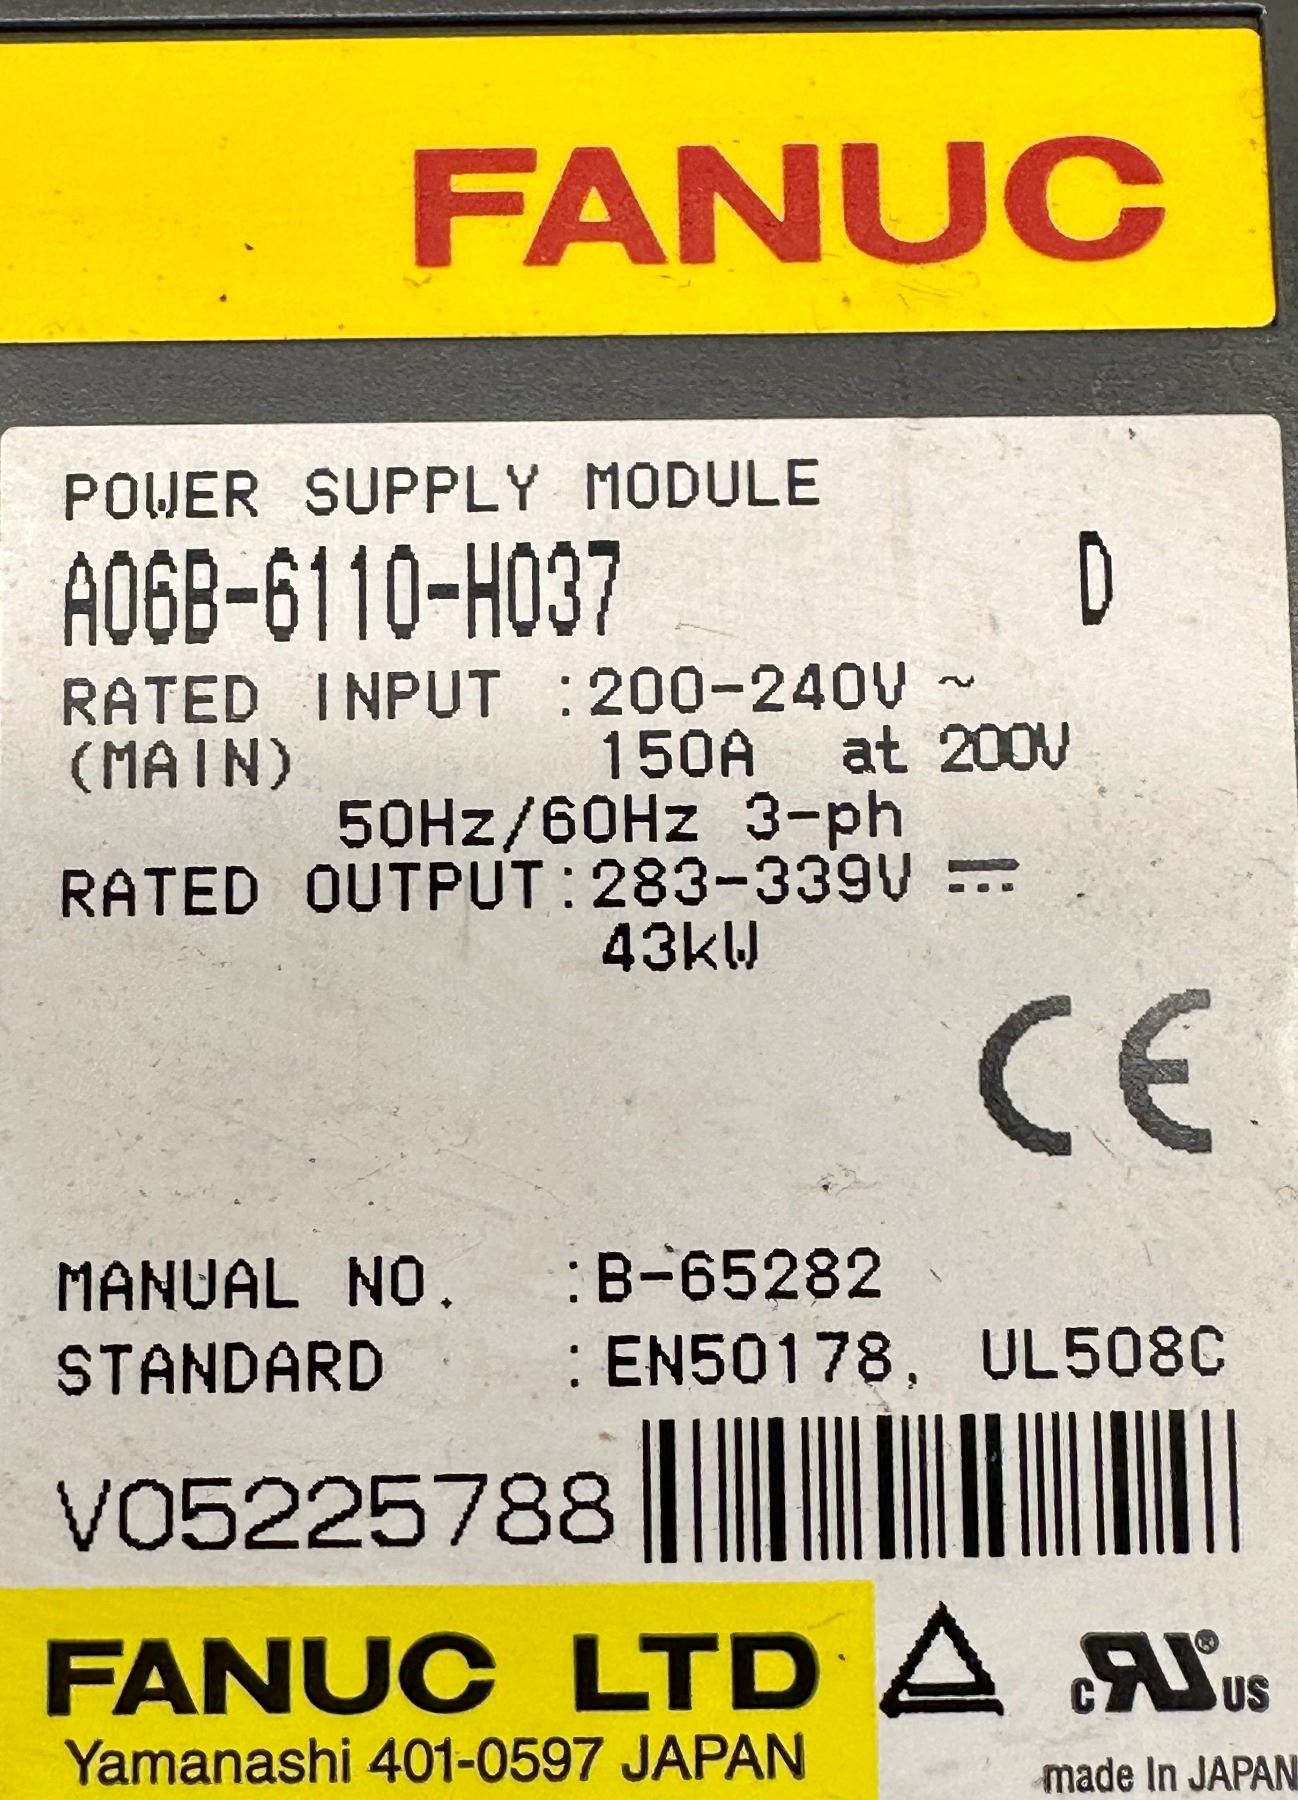 FANUC
POWER SUPPLY MODULE
A06B-6110-H037 D
RATED INPUT :200-240V ~
(MAIN) 150A at 200V
50Hz/60Hz 3-ph
RATED OUTPUT:283-339V ⎓
43kW
CE
MANUAL NO. :B-65282
STANDARD :EN50178, UL508C
V05225788
FANUC LTD
Yamanashi 401-0597 JAPAN
c RU ® US
made In JAPAN